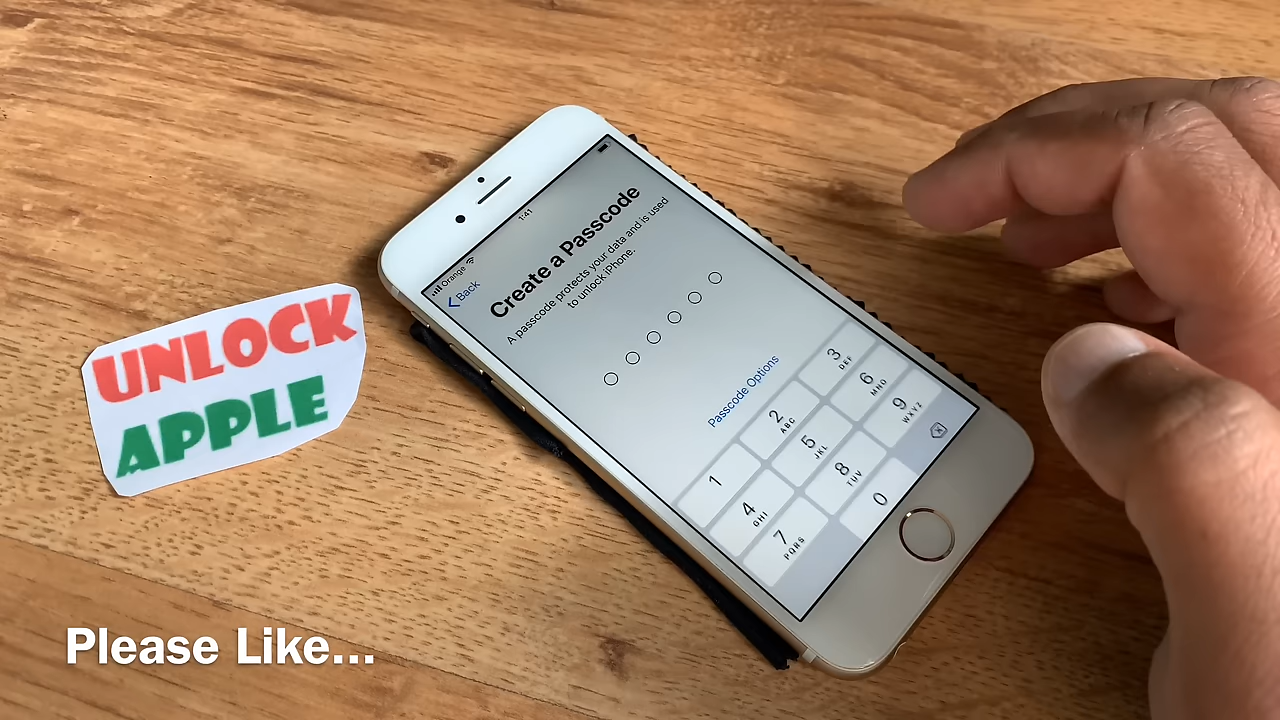 UNLOCK
APPLE
Orange
1:41
Back
Create a Passcode
A passcode protects your data and is used
to unlock iPhone.
Passcode Options
1
2
ABC
3
DEF
4
GHI
5
JKL
6
MNO
7
PQRS
8
TUV
9
WXYZ
0
Please Like...